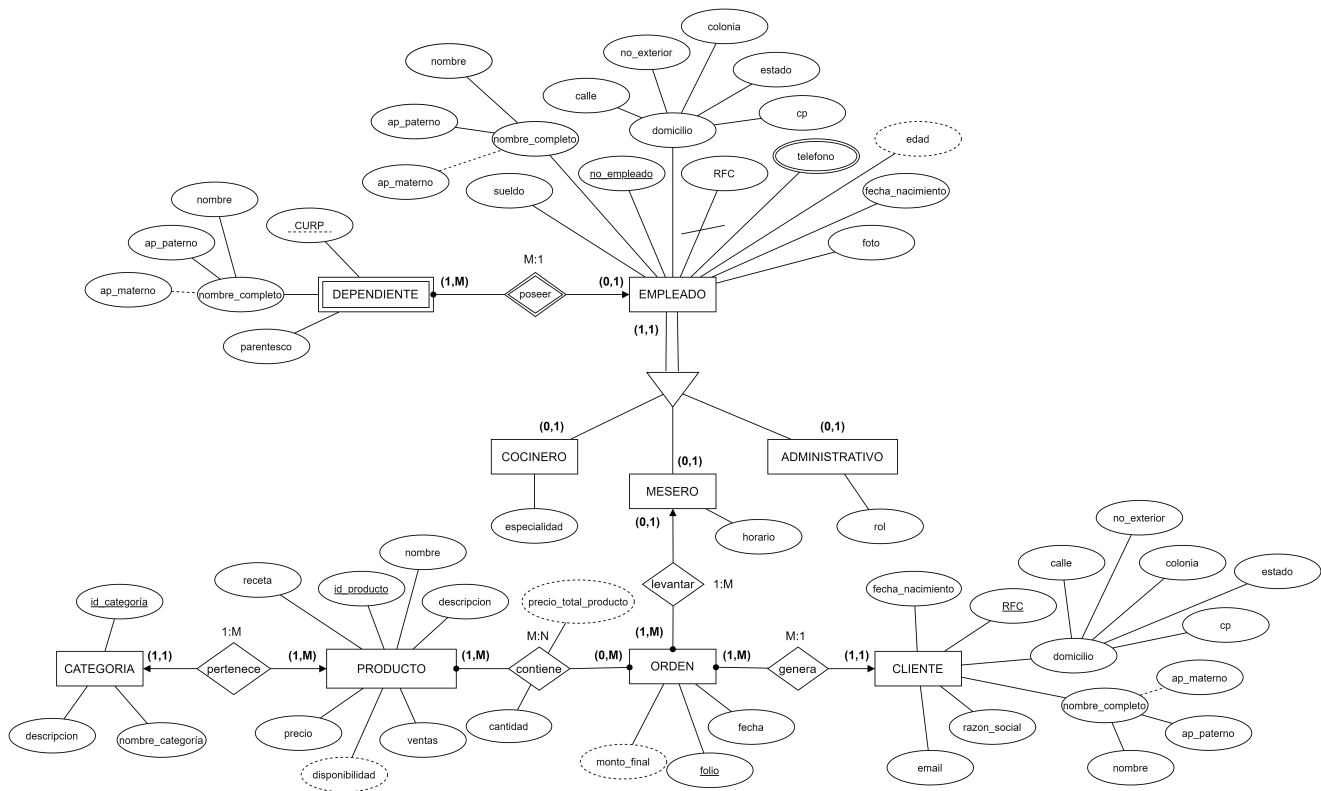 colonia
no_exterior
nombre
estado
calle
cp
ap_paterno
domicilio
nombre_completo
edad
telefono
ap_materno
no_empleado
RFC
sueldo
fecha_nacimiento
nombre
CURP
ap_paterno
foto
M:1
ap_materno
nombre_completo
DEPENDIENTE
(1,M)
poseer
(0,1)
EMPLEADO
(1,1)
parentesco
(0,1)
(0,1)
COCINERO
(0,1)
ADMINISTRATIVO
MESERO
(0,1)
especialidad
horario
rol
no_exterior
nombre
calle
colonia
estado
receta
id_producto
levantar
1:M
fecha_nacimiento
id_categoría
descripcion
precio_total_producto
RFC
cp
1:M
M:N
(1,M)
M:1
domicilio
CATEGORIA
(1,1)
pertenece
(1,M)
PRODUCTO
(1,M)
contiene
(0,M)
ORDEN
(1,M)
genera
(1,1)
CLIENTE
ap_materno
nombre_completo
descripcion
nombre_categoría
precio
ventas
cantidad
fecha
razon_social
ap_paterno
disponibilidad
monto_final
folio
email
nombre